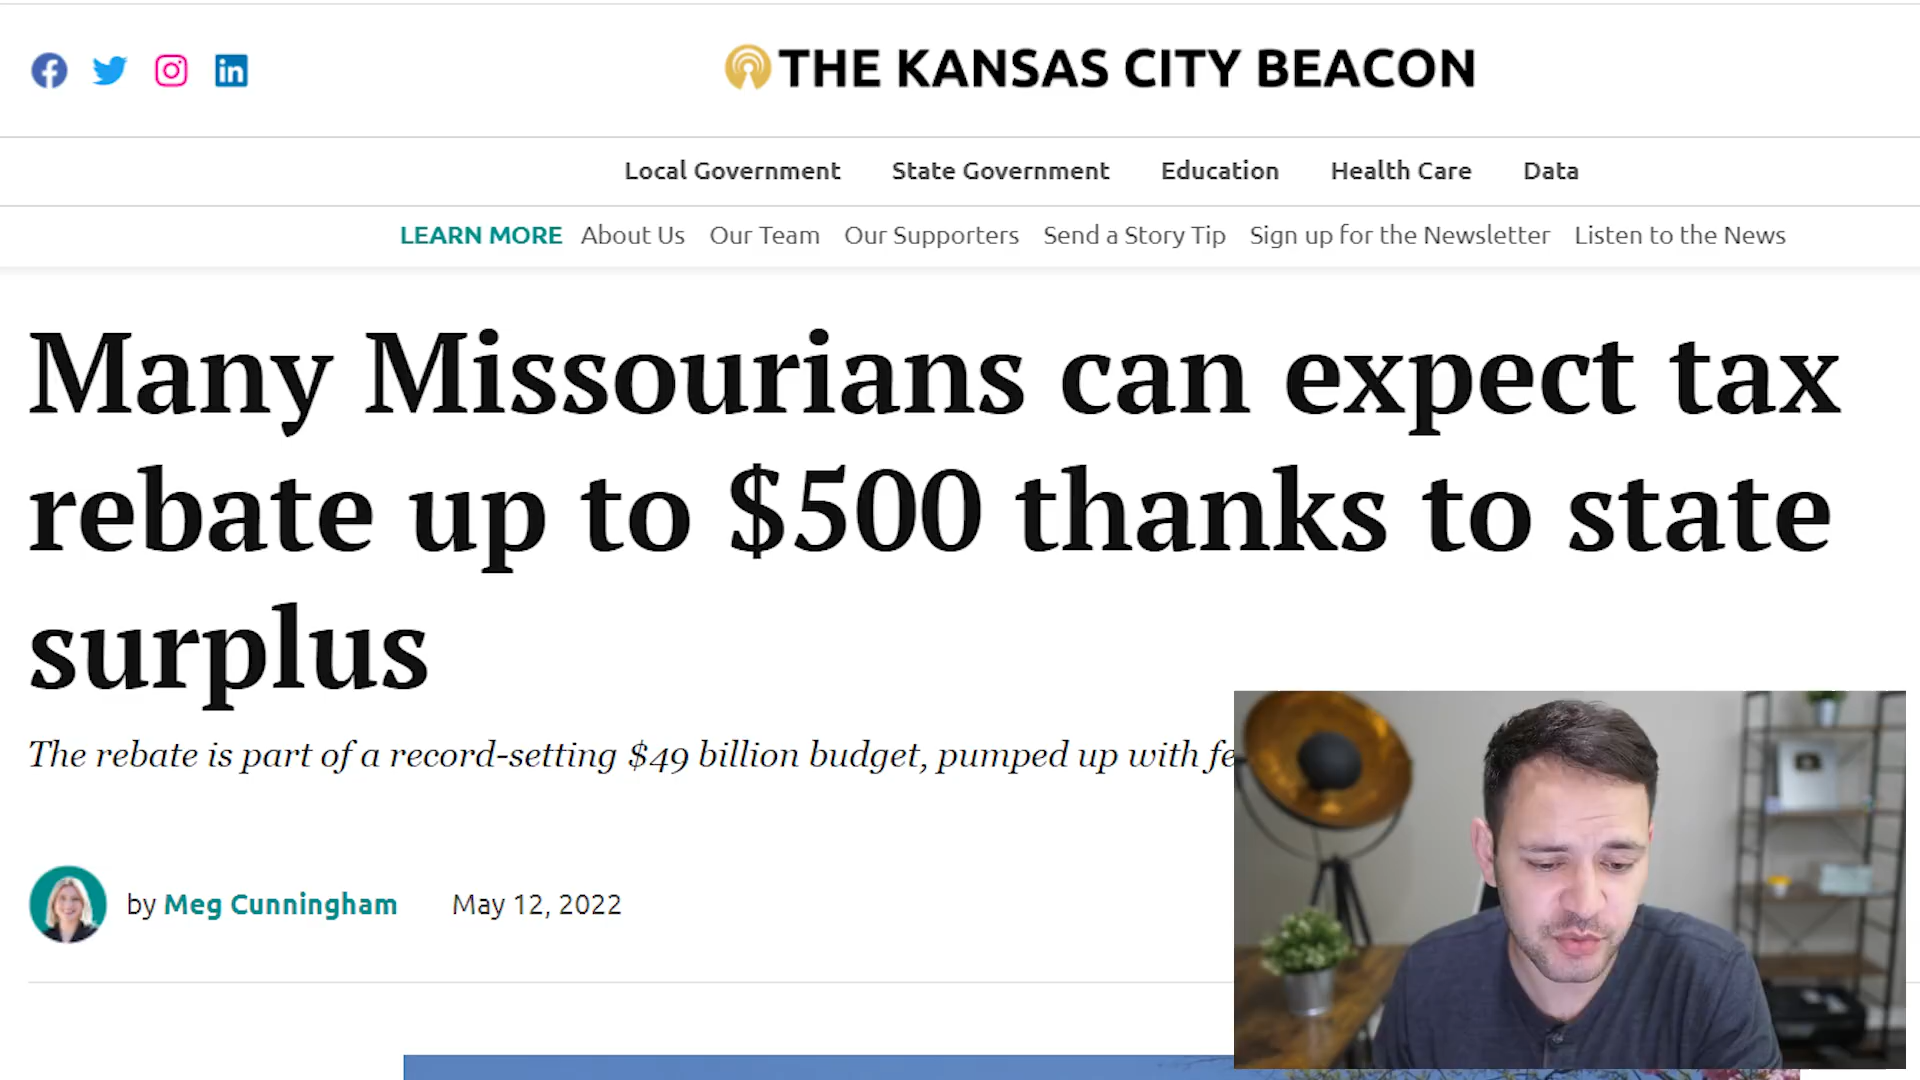 THE KANSAS CITY BEACON
Local Government State Government Education Health Care Data
LEARN MORE About Us Our Team Our Supporters Send a Story Tip Sign up for the Newsletter Listen to the News
Many Missourians can expect tax
rebate up to $500 thanks to state
surplus
The rebate is part of a record-setting $49 billion budget, pumped up with
by Meg Cunningham May 12, 2022